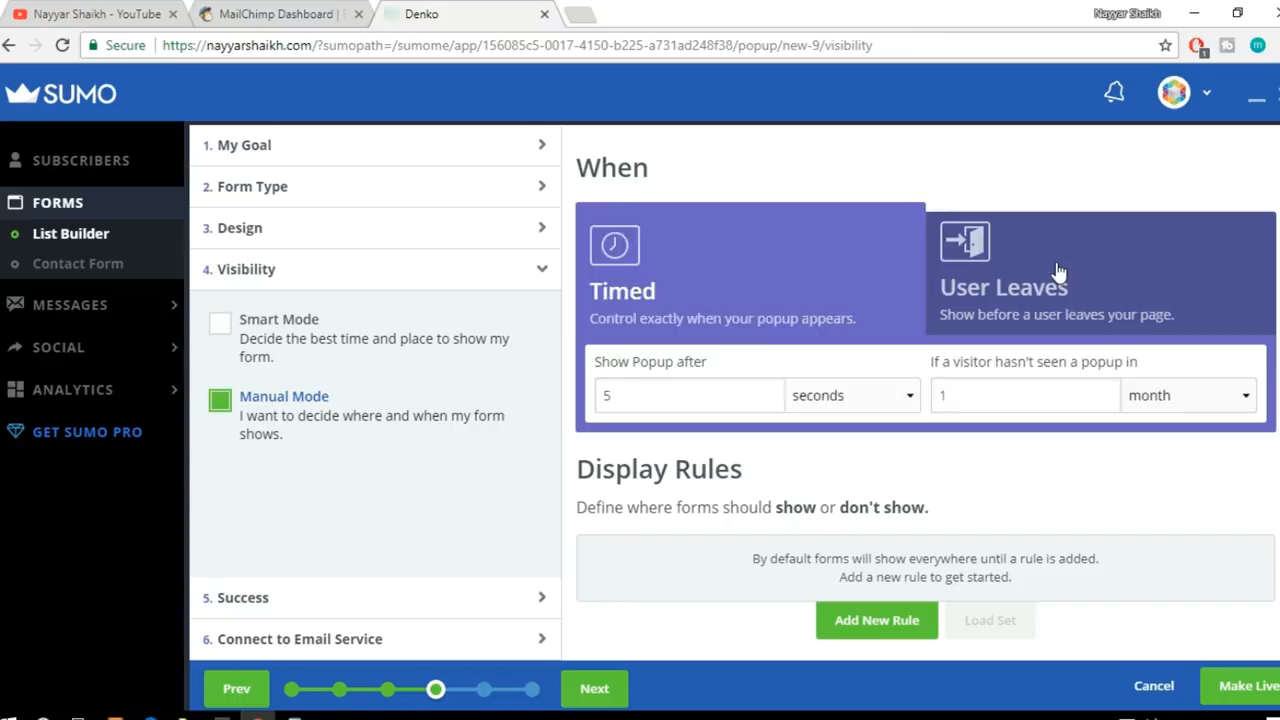 Nayyar Shaikh - YouTube
MailChimp Dashboard |
Denko
Nayyar Shaikh
Secure
https://nayyarshaikh.com/?sumopath=/sumome/app/156085c5-0017-4150-b225-a731ad248f38/popup/new-9/visibility
1
tb
m
SUMO
SUBSCRIBERS
FORMS
List Builder
Contact Form
MESSAGES
SOCIAL
ANALYTICS
GET SUMO PRO
1. My Goal
2. Form Type
3. Design
4. Visibility
Smart Mode
Decide the best time and place to show my
form.
Manual Mode
I want to decide where and when my form
shows.
5. Success
6. Connect to Email Service
When
Timed
Control exactly when your popup appears.
User Leaves
Show before a user leaves your page.
Show Popup after
5 seconds
If a visitor hasn't seen a popup in
1 month
Display Rules
Define where forms should show or don't show.
By default forms will show everywhere until a rule is added.
Add a new rule to get started.
Add New Rule
Load Set
Prev
Next
Cancel
Make Live